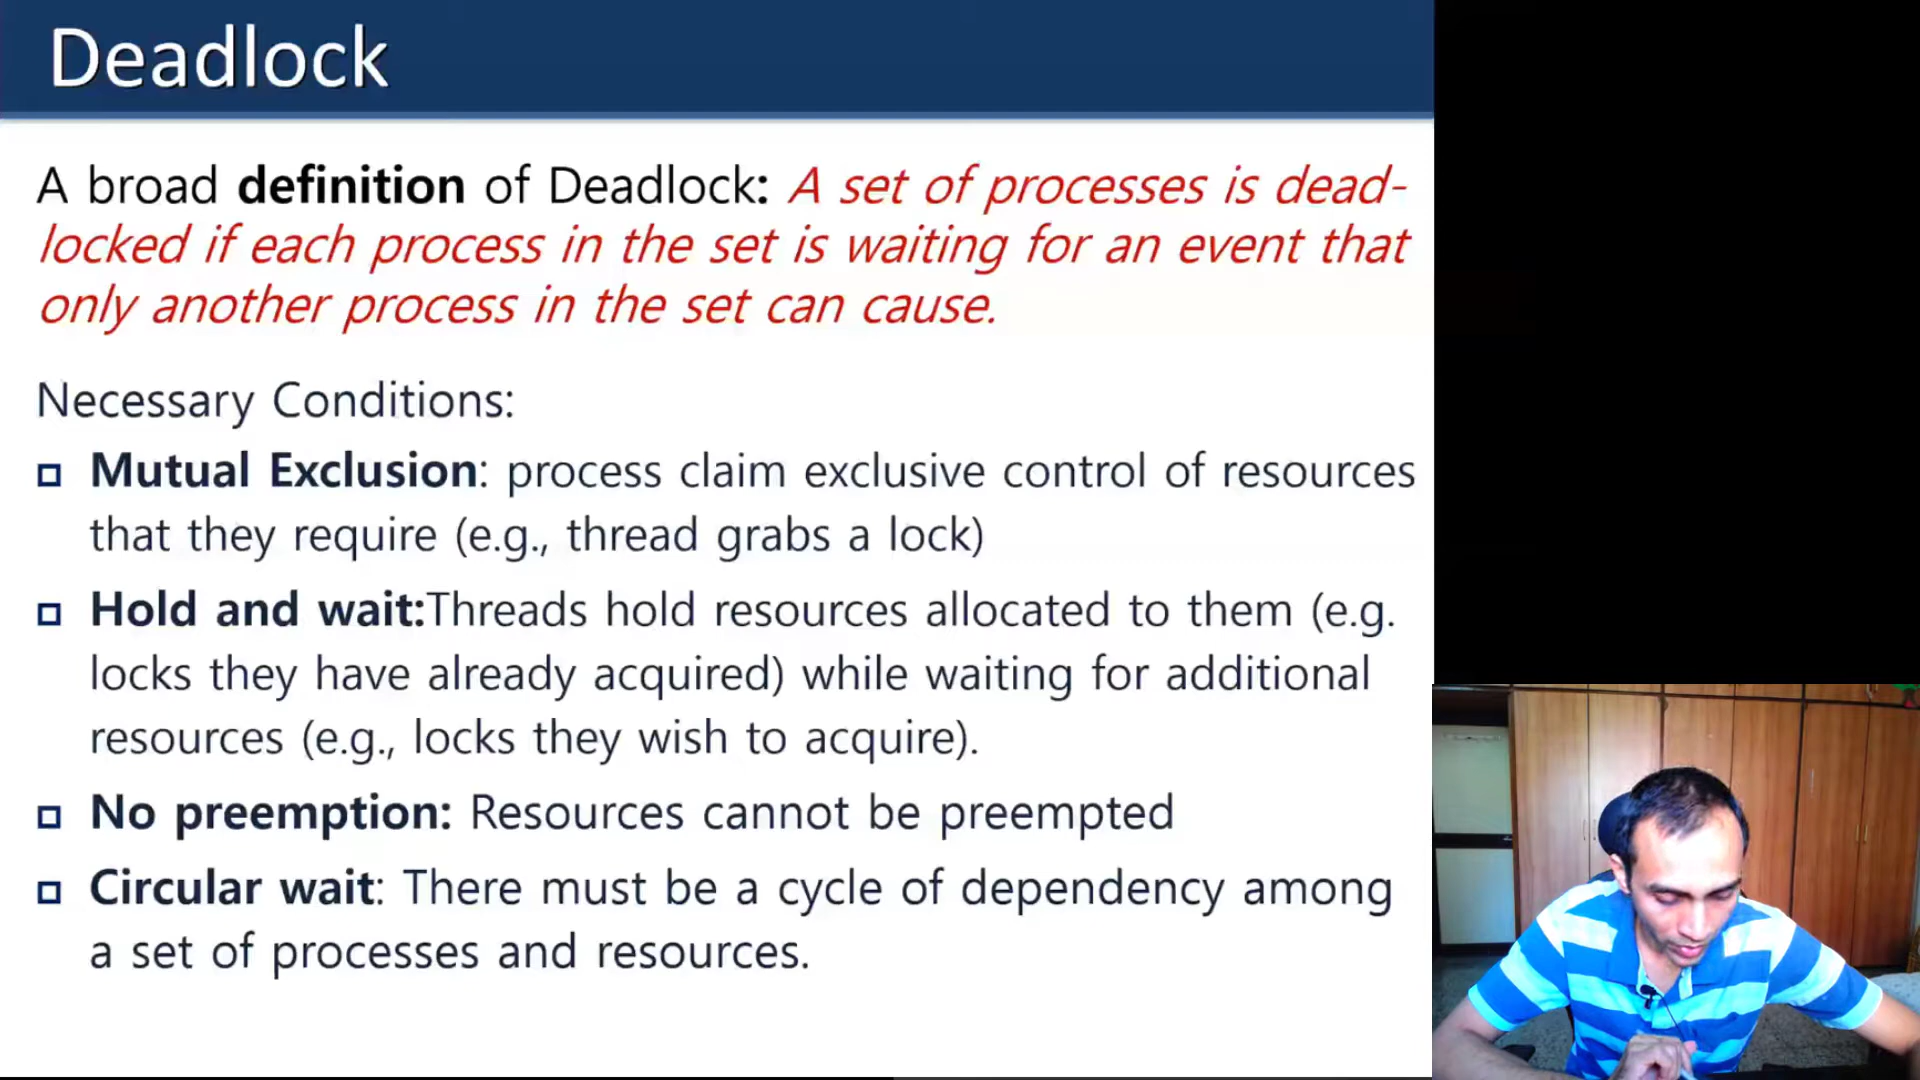 Deadlock
A broad definition of Deadlock: A set of processes is dead-
locked if each process in the set is waiting for an event that
only another process in the set can cause.
Necessary Conditions:
Mutual Exclusion: process claim exclusive control of resources
that they require (e.g., thread grabs a lock)
Hold and wait:Threads hold resources allocated to them (e.g.
locks they have already acquired) while waiting for additional
resources (e.g., locks they wish to acquire).
No preemption: Resources cannot be preempted
Circular wait: There must be a cycle of dependency among
a set of processes and resources.